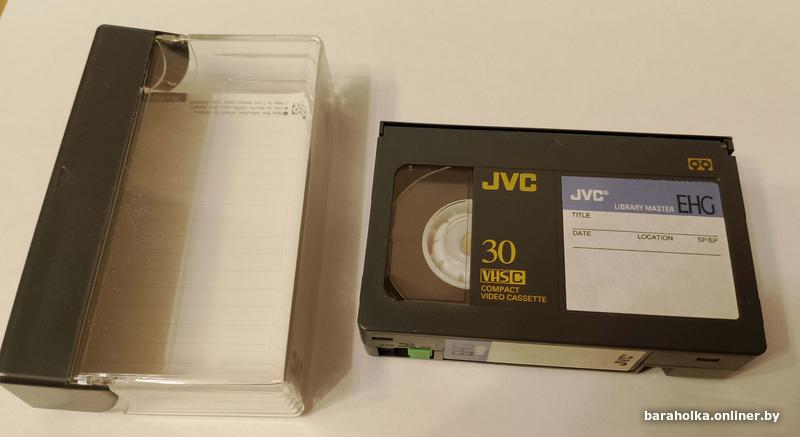 JVC
30
VHS C
COMPACT
VIDEO CASSETTE
JVC®
LIBRARY MASTER EHG
TITLE
DATE LOCATION SP/EP
JVC
baraholka.onliner.by